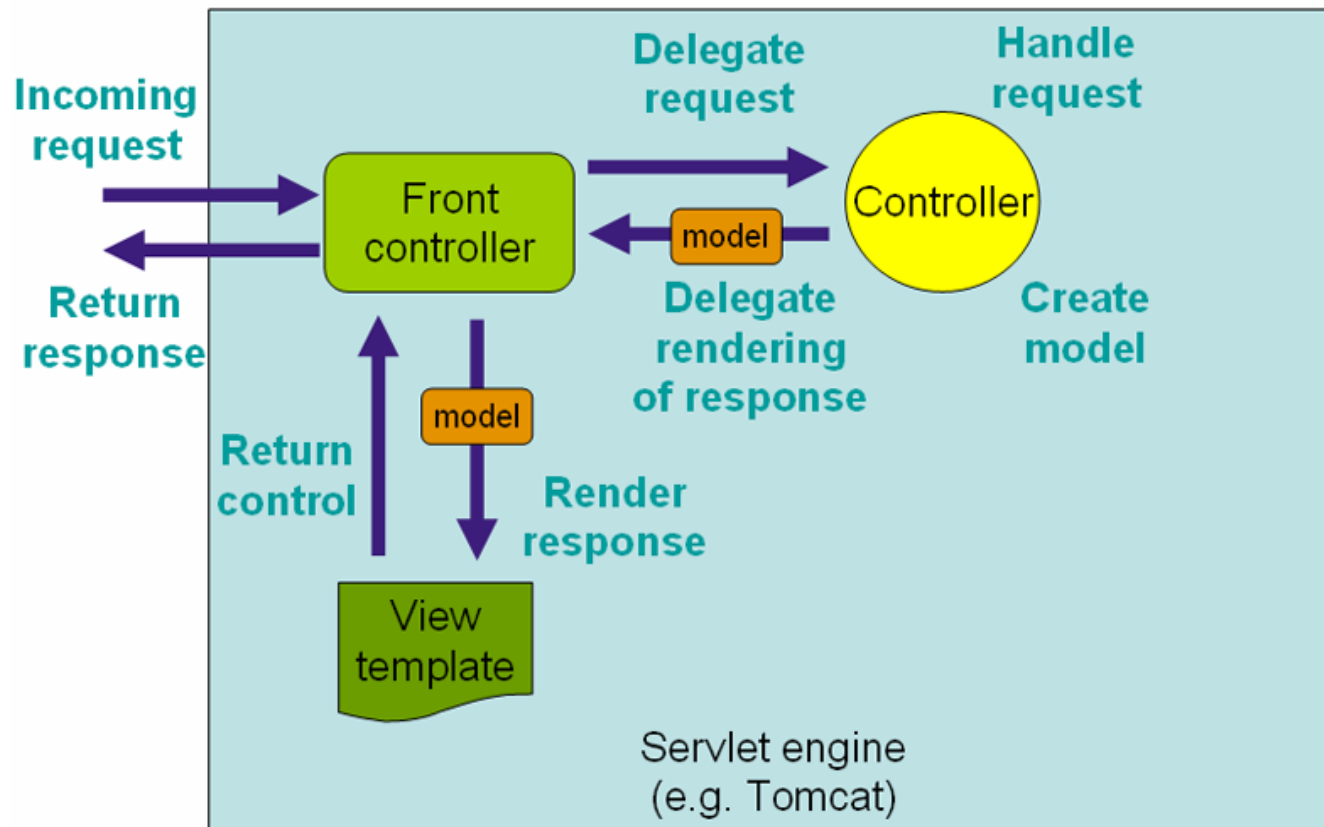 Incoming
request
Return
response
Front
controller
Delegate
request
Handle
request
Controller
model
Delegate
rendering
of response
Create
model
Return
control
model
Render
response
View
template
Servlet engine
(e.g. Tomcat)